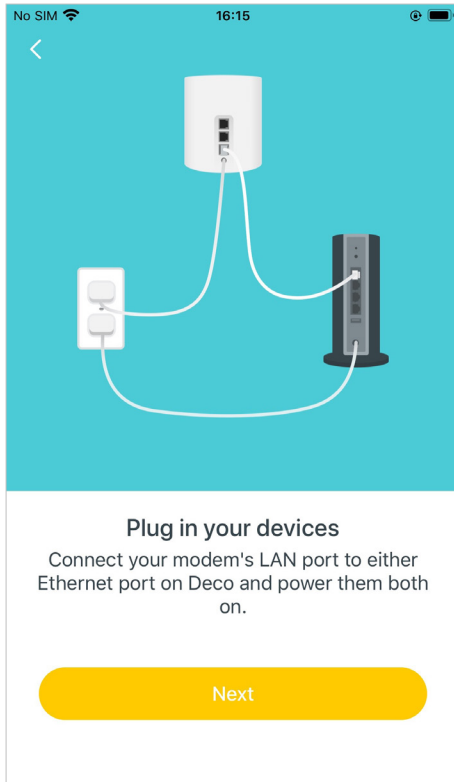 No SIM 16:15
Plug in your devices
Connect your modem's LAN port to either
Ethernet port on Deco and power them both
on.
Next